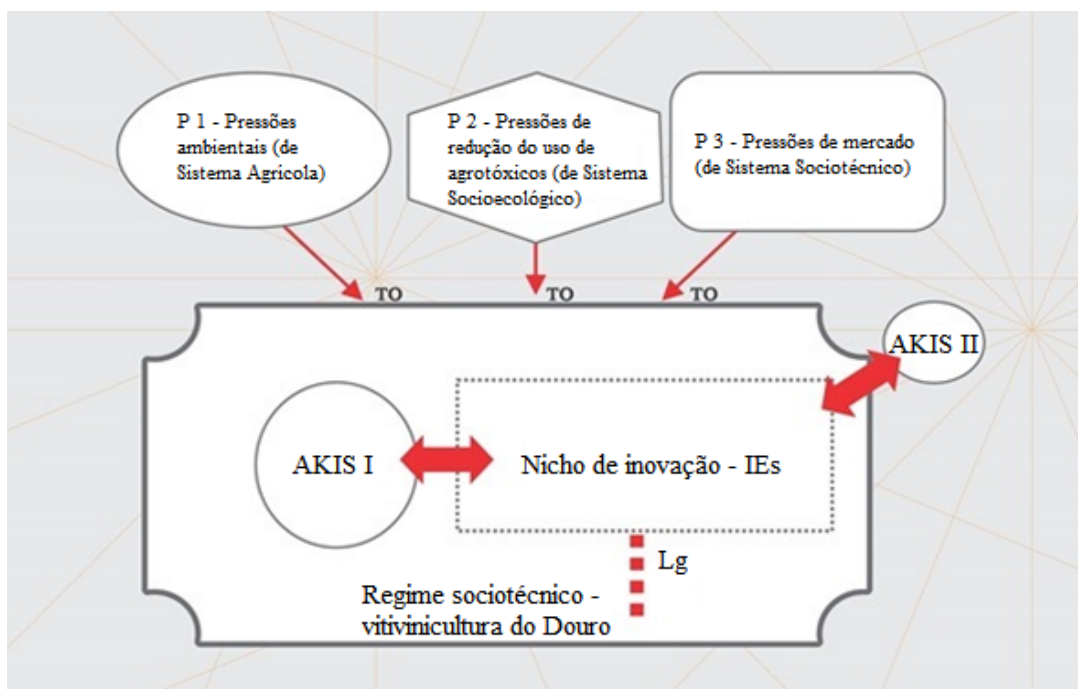 P 1 - Pressões
ambientais (de
Sistema Agrícola)
P 2 - Pressões de
redução do uso de
agrotóxicos (de Sistema
Socioecológico)
P 3 - Pressões de mercado
(de Sistema Sociotécnico)
TO
TO
TO
AKIS II
AKIS I
Nicho de inovação - IEs
Lg
Regime sociotécnico -
vitivinicultura do Douro